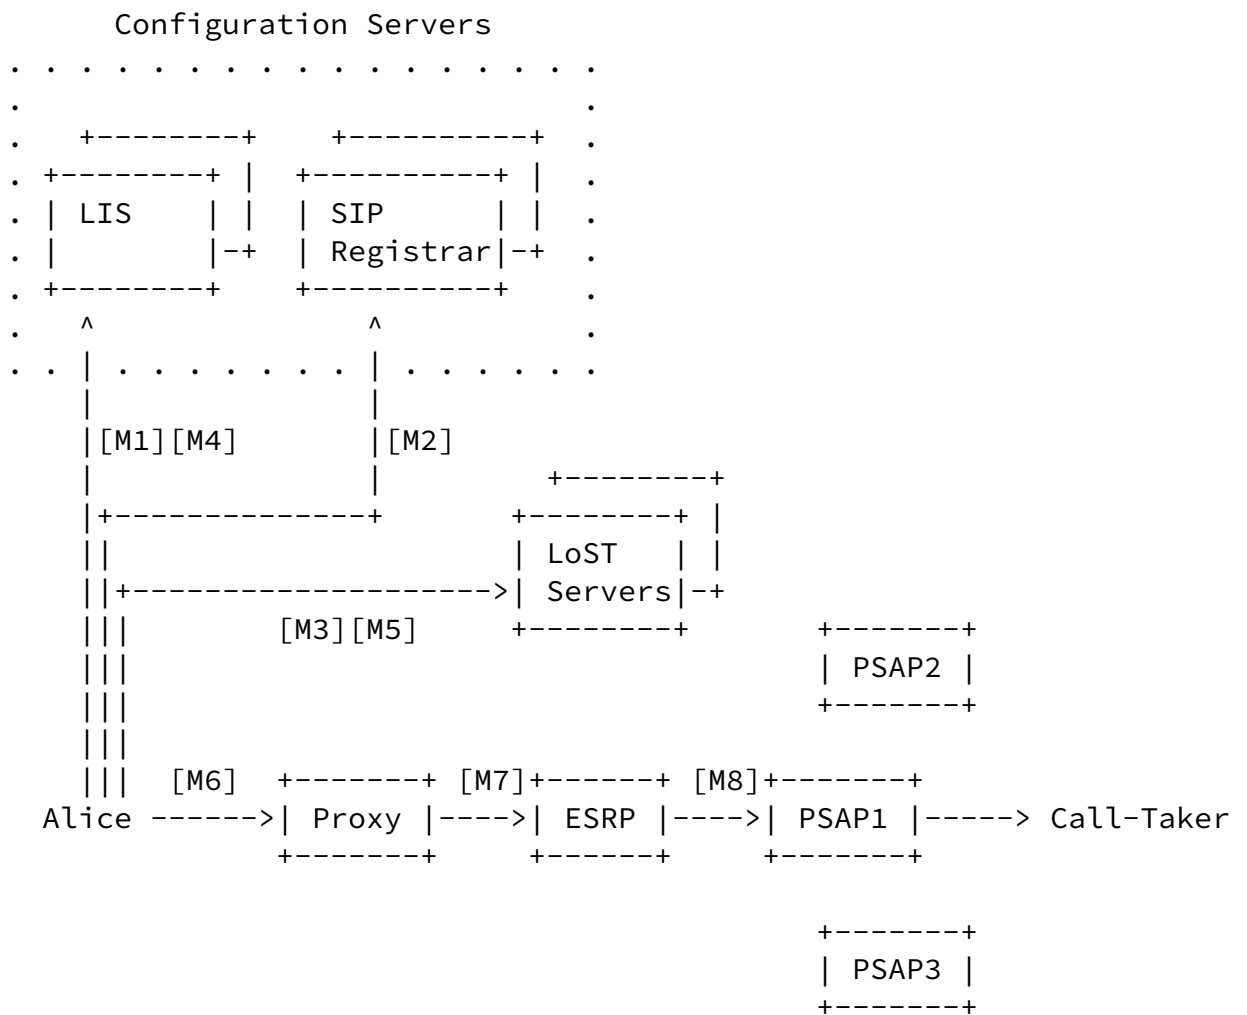 Configuration Servers
LIS SIP
Registrar
[M1][M4] [M2]
LoST
Servers
[M3][M5]
PSAP2
[M6] [M7] [M8]
Alice Proxy ESRP PSAP1 Call-Taker
PSAP3